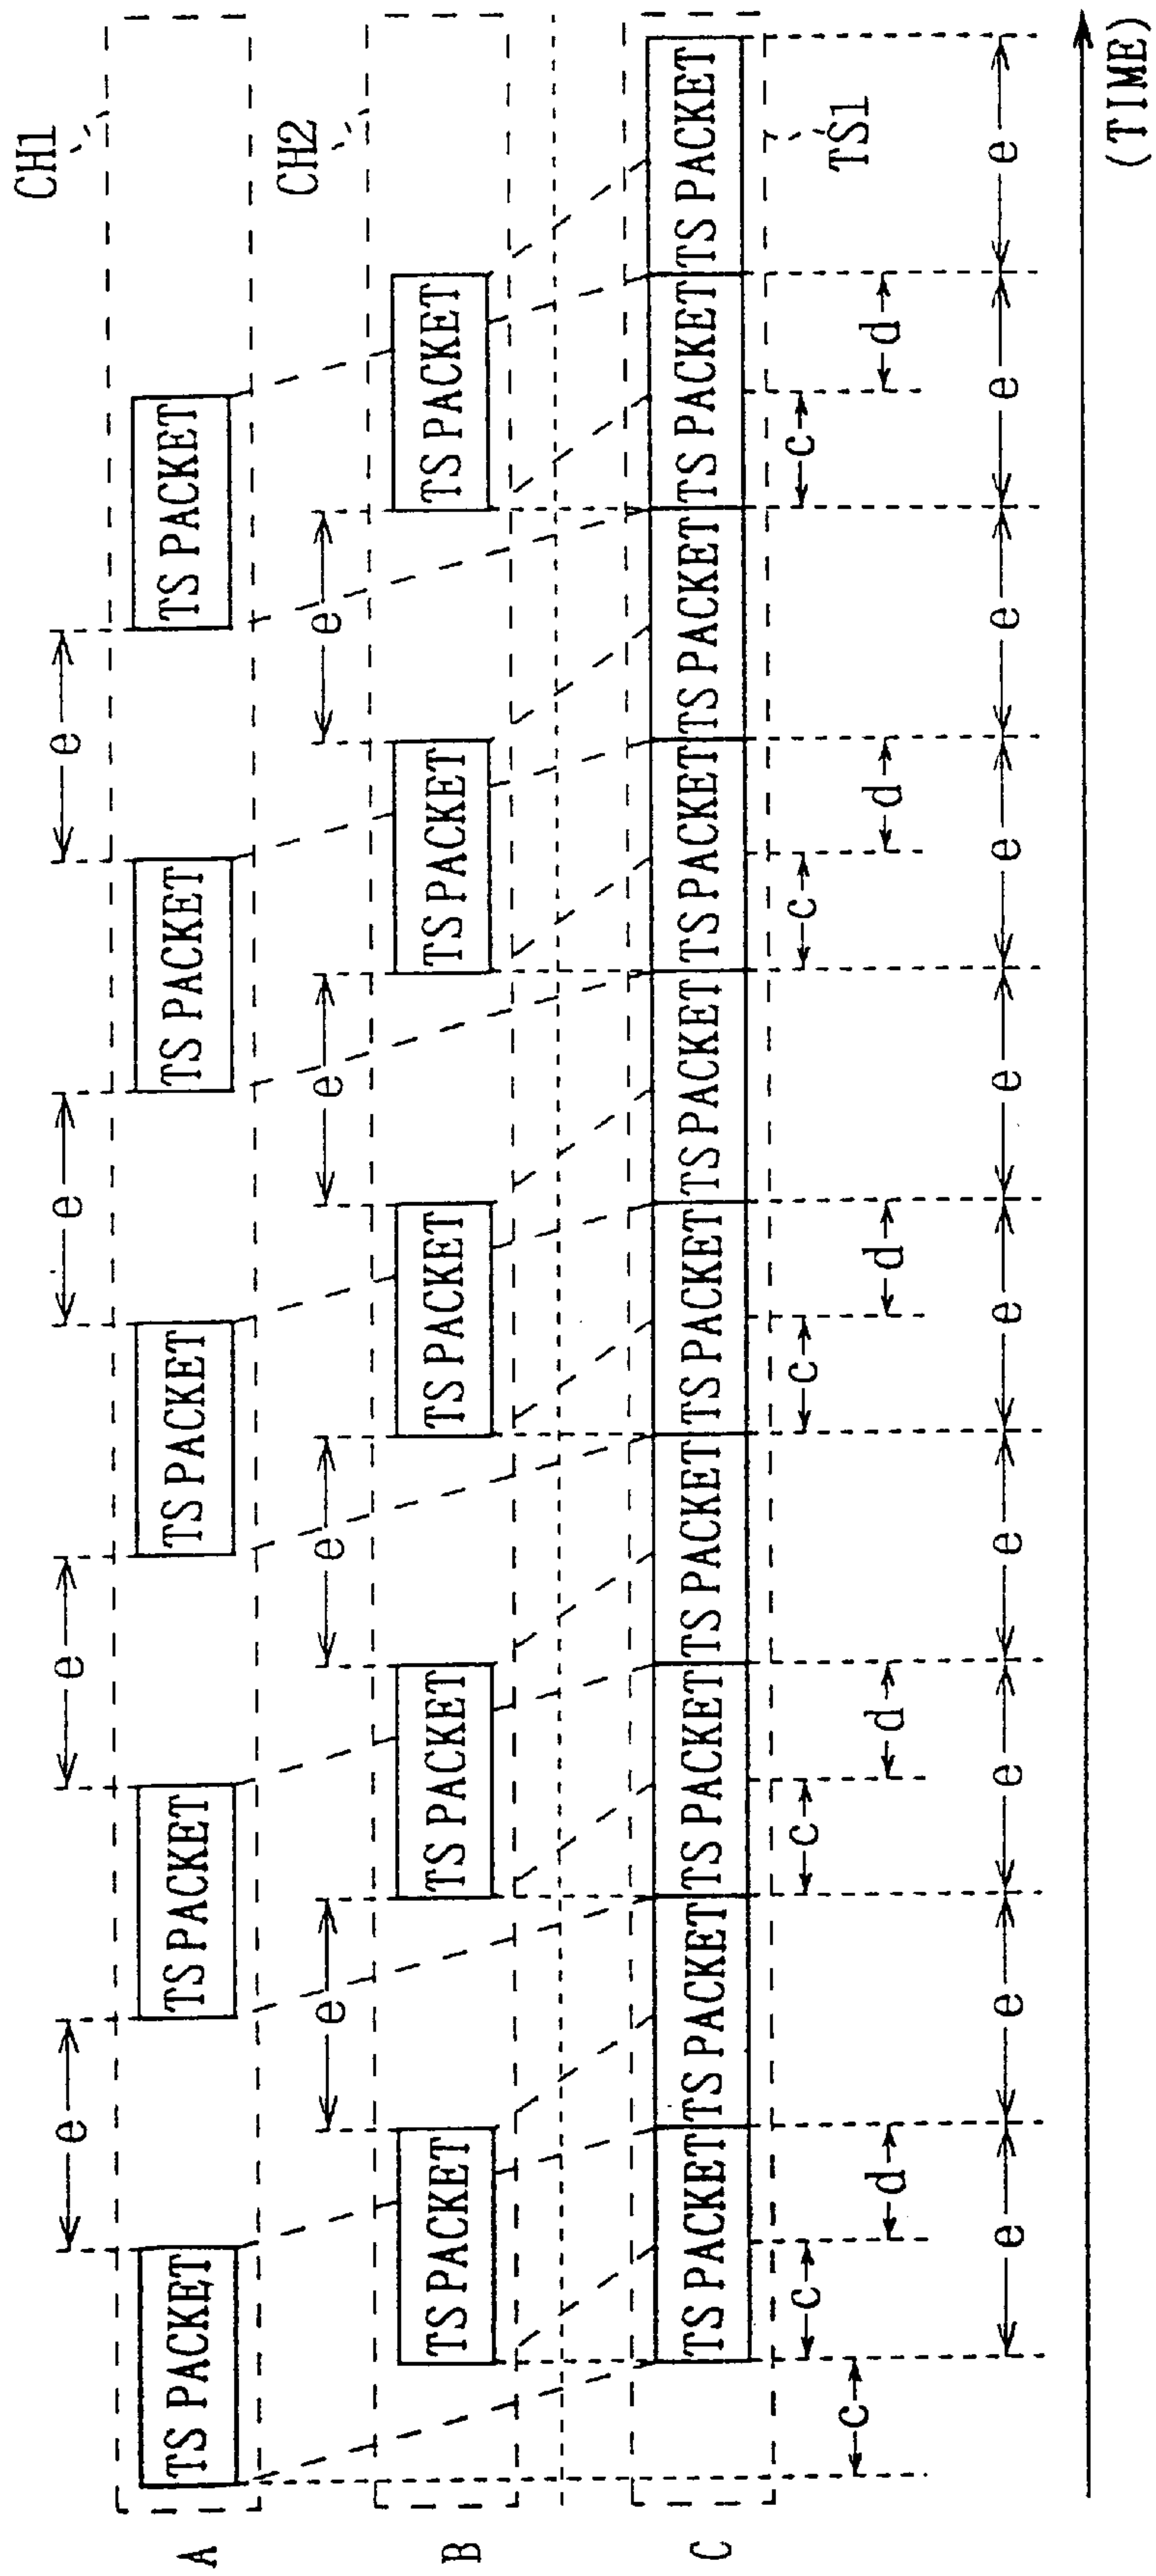 CH1
e e e e
A TS PACKET TS PACKET TS PACKET TS PACKET TS PACKET
CH2
e e e e
B TS PACKET TS PACKET TS PACKET TS PACKET TS PACKET
C TS PACKET TS PACKET TS PACKET TS PACKET TS PACKET TS PACKET TS PACKET TS PACKET TS PACKET TS PACKET
c c c c c
TS1
c d d d d d
e e e e e e e e e e
(TIME)